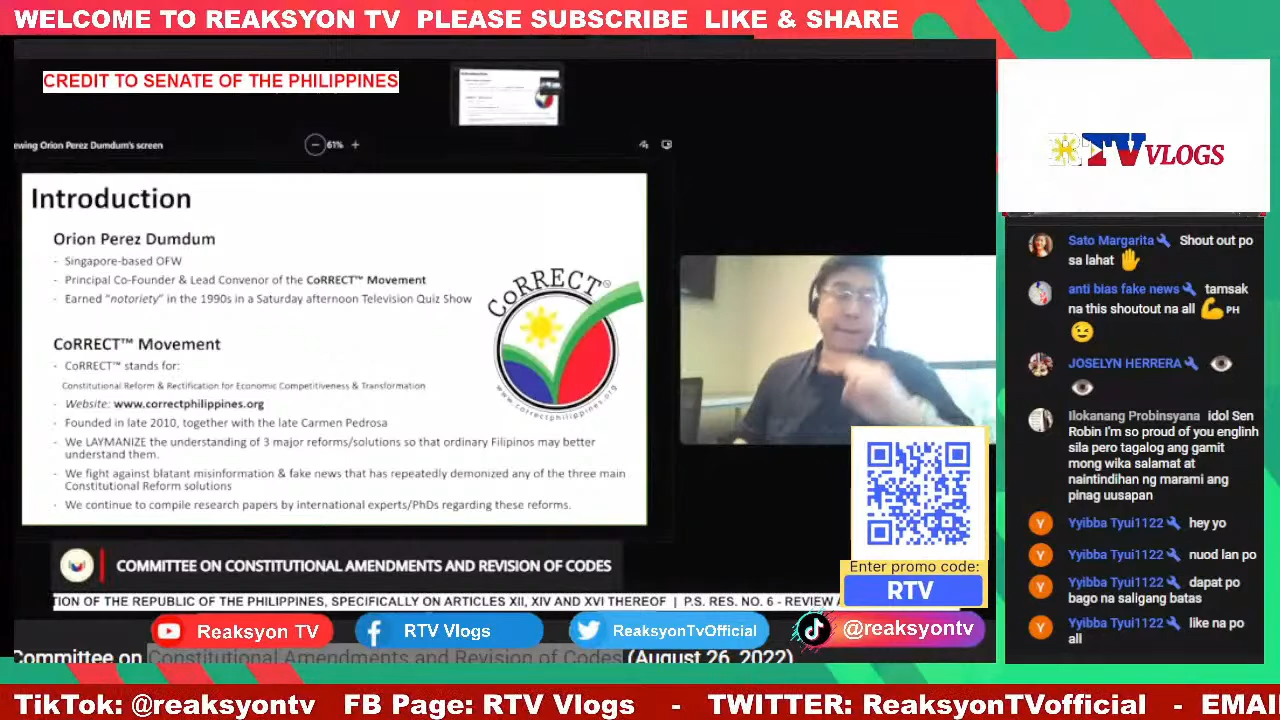 WELCOME TO REAKSYON TV PLEASE SUBSCRIBE LIKE & SHARE
CREDIT TO SENATE OF THE PHILIPPINES
ewing Orion Perez Dumdum's screen
61%
Introduction
Orion Perez Dumdum
- Singapore-based OFW
- Principal Co-Founder & Lead Convenor of the CoRRECT™ Movement
- Earned "notoriety" in the 1990s in a Saturday afternoon Television Quiz Show
CoRRECT™ Movement
- CoRRECT™ stands for:
Constitutional Reform & Rectification for Economic Competitiveness & Transformation
- Website: www.correctphilippines.org
- Founded in late 2010, together with the late Carmen Pedrosa
- We LAYMANIZE the understanding of 3 major reforms/solutions so that ordinary Filipinos may better
understand them.
- We fight against blatant misinformation & fake news that has repeatedly demonized any of the three main
Constitutional Reform solutions
- We continue to compile research papers by international experts/PhDs regarding these reforms.
CoRRECT
www.correctphilippines.org
COMMITTEE ON CONSTITUTIONAL AMENDMENTS AND REVISION OF CODES
TION OF THE REPUBLIC OF THE PHILIPPINES, SPECIFICALLY ON ARTICLES XII, XIV AND XVI THEREOF | P.S. RES. NO. 6 - REVIEW
Enter promo code:
RTV
Reaksyon TV
RTV Vlogs
ReaksyonTvOfficial
@reaksyontv
Committee on Constitutional Amendments and Revision of Codes (August 26, 2022)
RTV VLOGS
Sato Margarita Shout out po
sa lahat ✋
anti bias fake news tamsak
na this shoutout na all 💪 PH
😉
JOSELYN HERRERA 👁
👁
Ilokanang Probinsyana idol Sen
Robin I'm so proud of you englinh
sila pero tagalog ang gamit
mong wika salamat at
naintindihan ng marami ang
pinag uusapan
Y Yyibba Tyui1122 hey yo
Y Yyibba Tyui1122 nuod lan po
Y Yyibba Tyui1122 dapat po
bago na saligang batas
Y Yyibba Tyui1122 like na po
all
TikTok: @reaksyontv FB Page: RTV Vlogs - TWITTER: ReaksyonTVofficial - EMAI